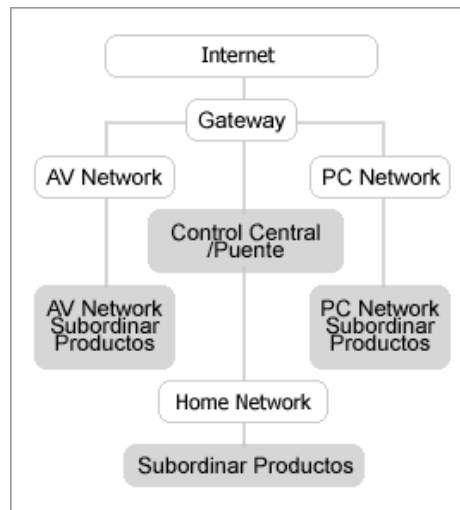 Internet
Gateway
AV Network
PC Network
Control Central
/Puente
AV Network
Subordinar
Productos
PC Network
Subordinar
Productos
Home Network
Subordinar Productos